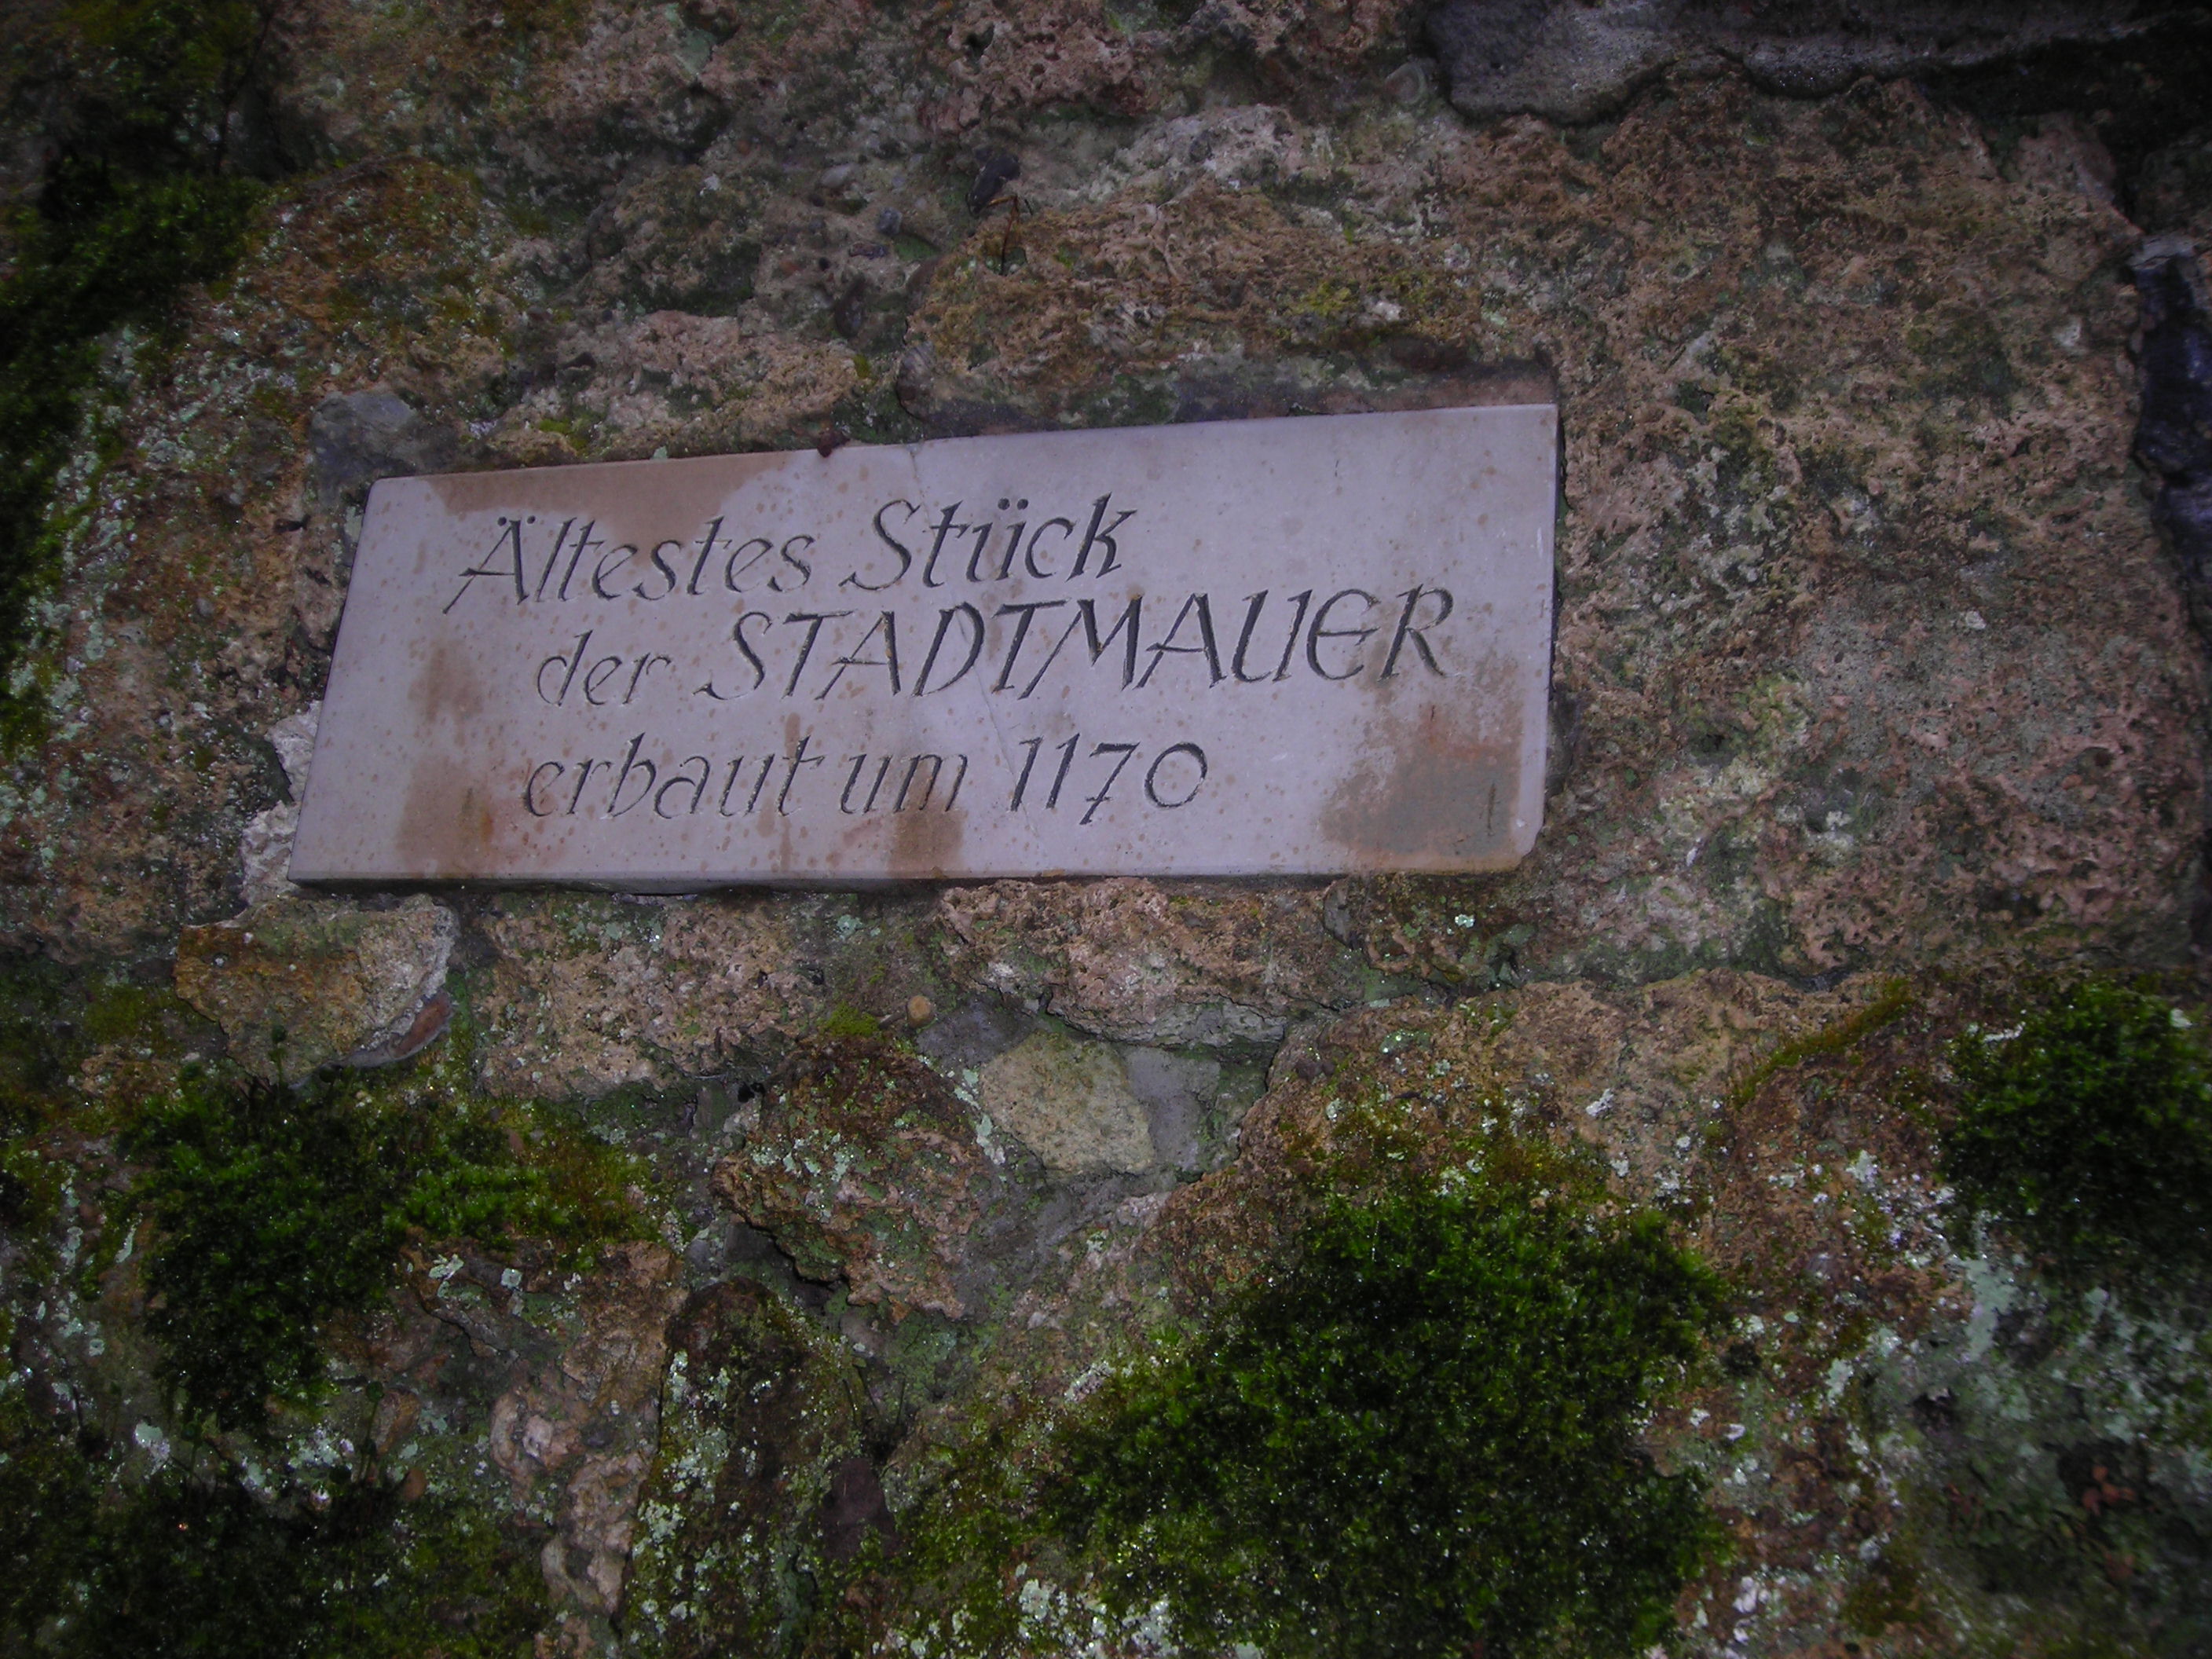 Ältestes Stück
der STADTMAUER
erbaut um 1170